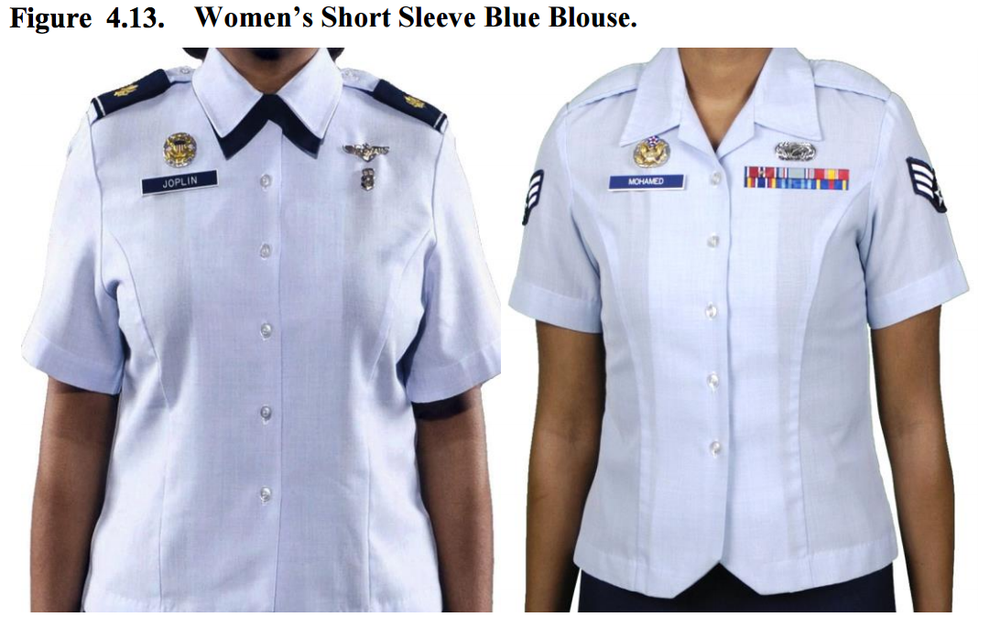 Figure 4.13. Women’s Short Sleeve Blue Blouse.
JOPLIN
MOHAMED